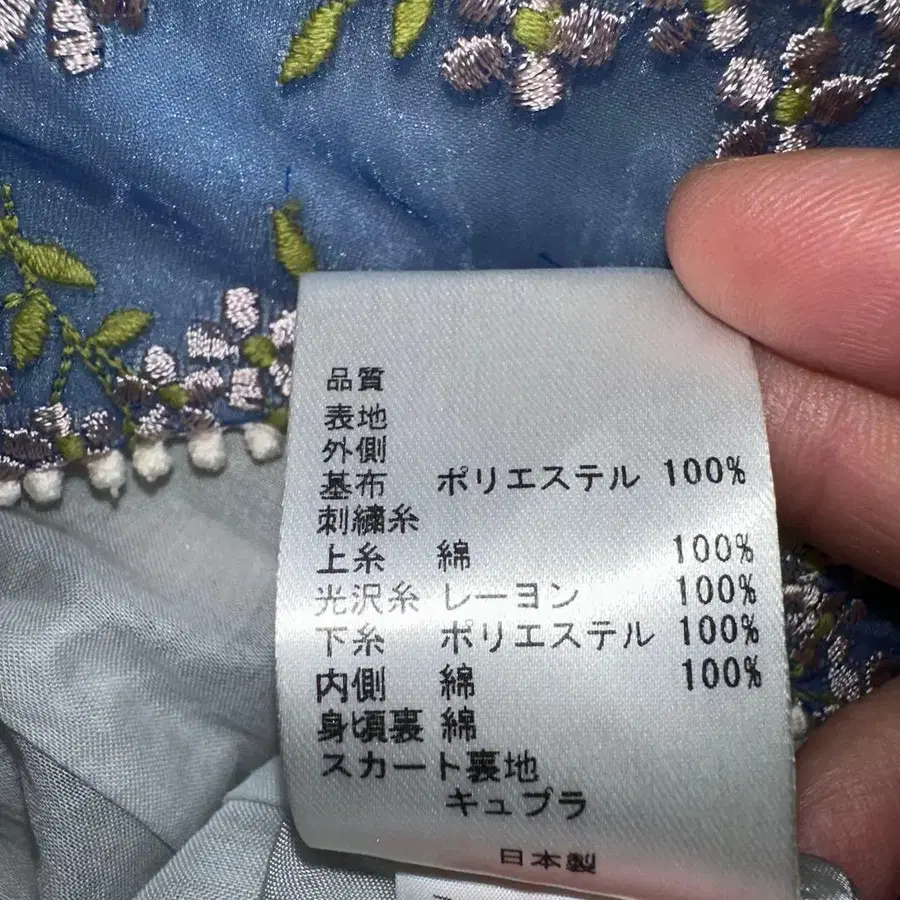 品質
表地
外側
基布 ポリエステル 100%
刺繍糸
上糸 綿 100%
光沢糸 レーヨン 100%
下糸 ポリエステル 100%
内側 綿 100%
身頃裏 綿
スカート裏地
キュプラ
日本製